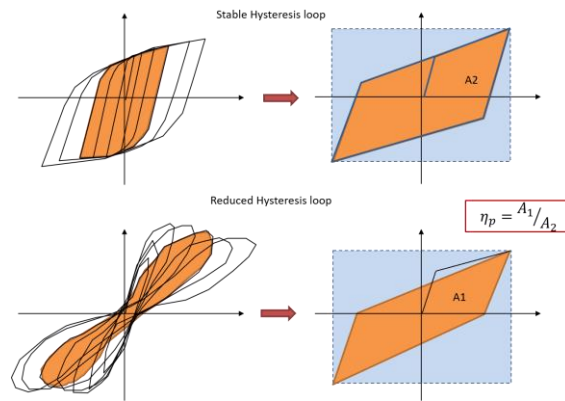 Stable Hysteresis loop
A2
Reduced Hysteresis loop
ηp = A1/A2
A1